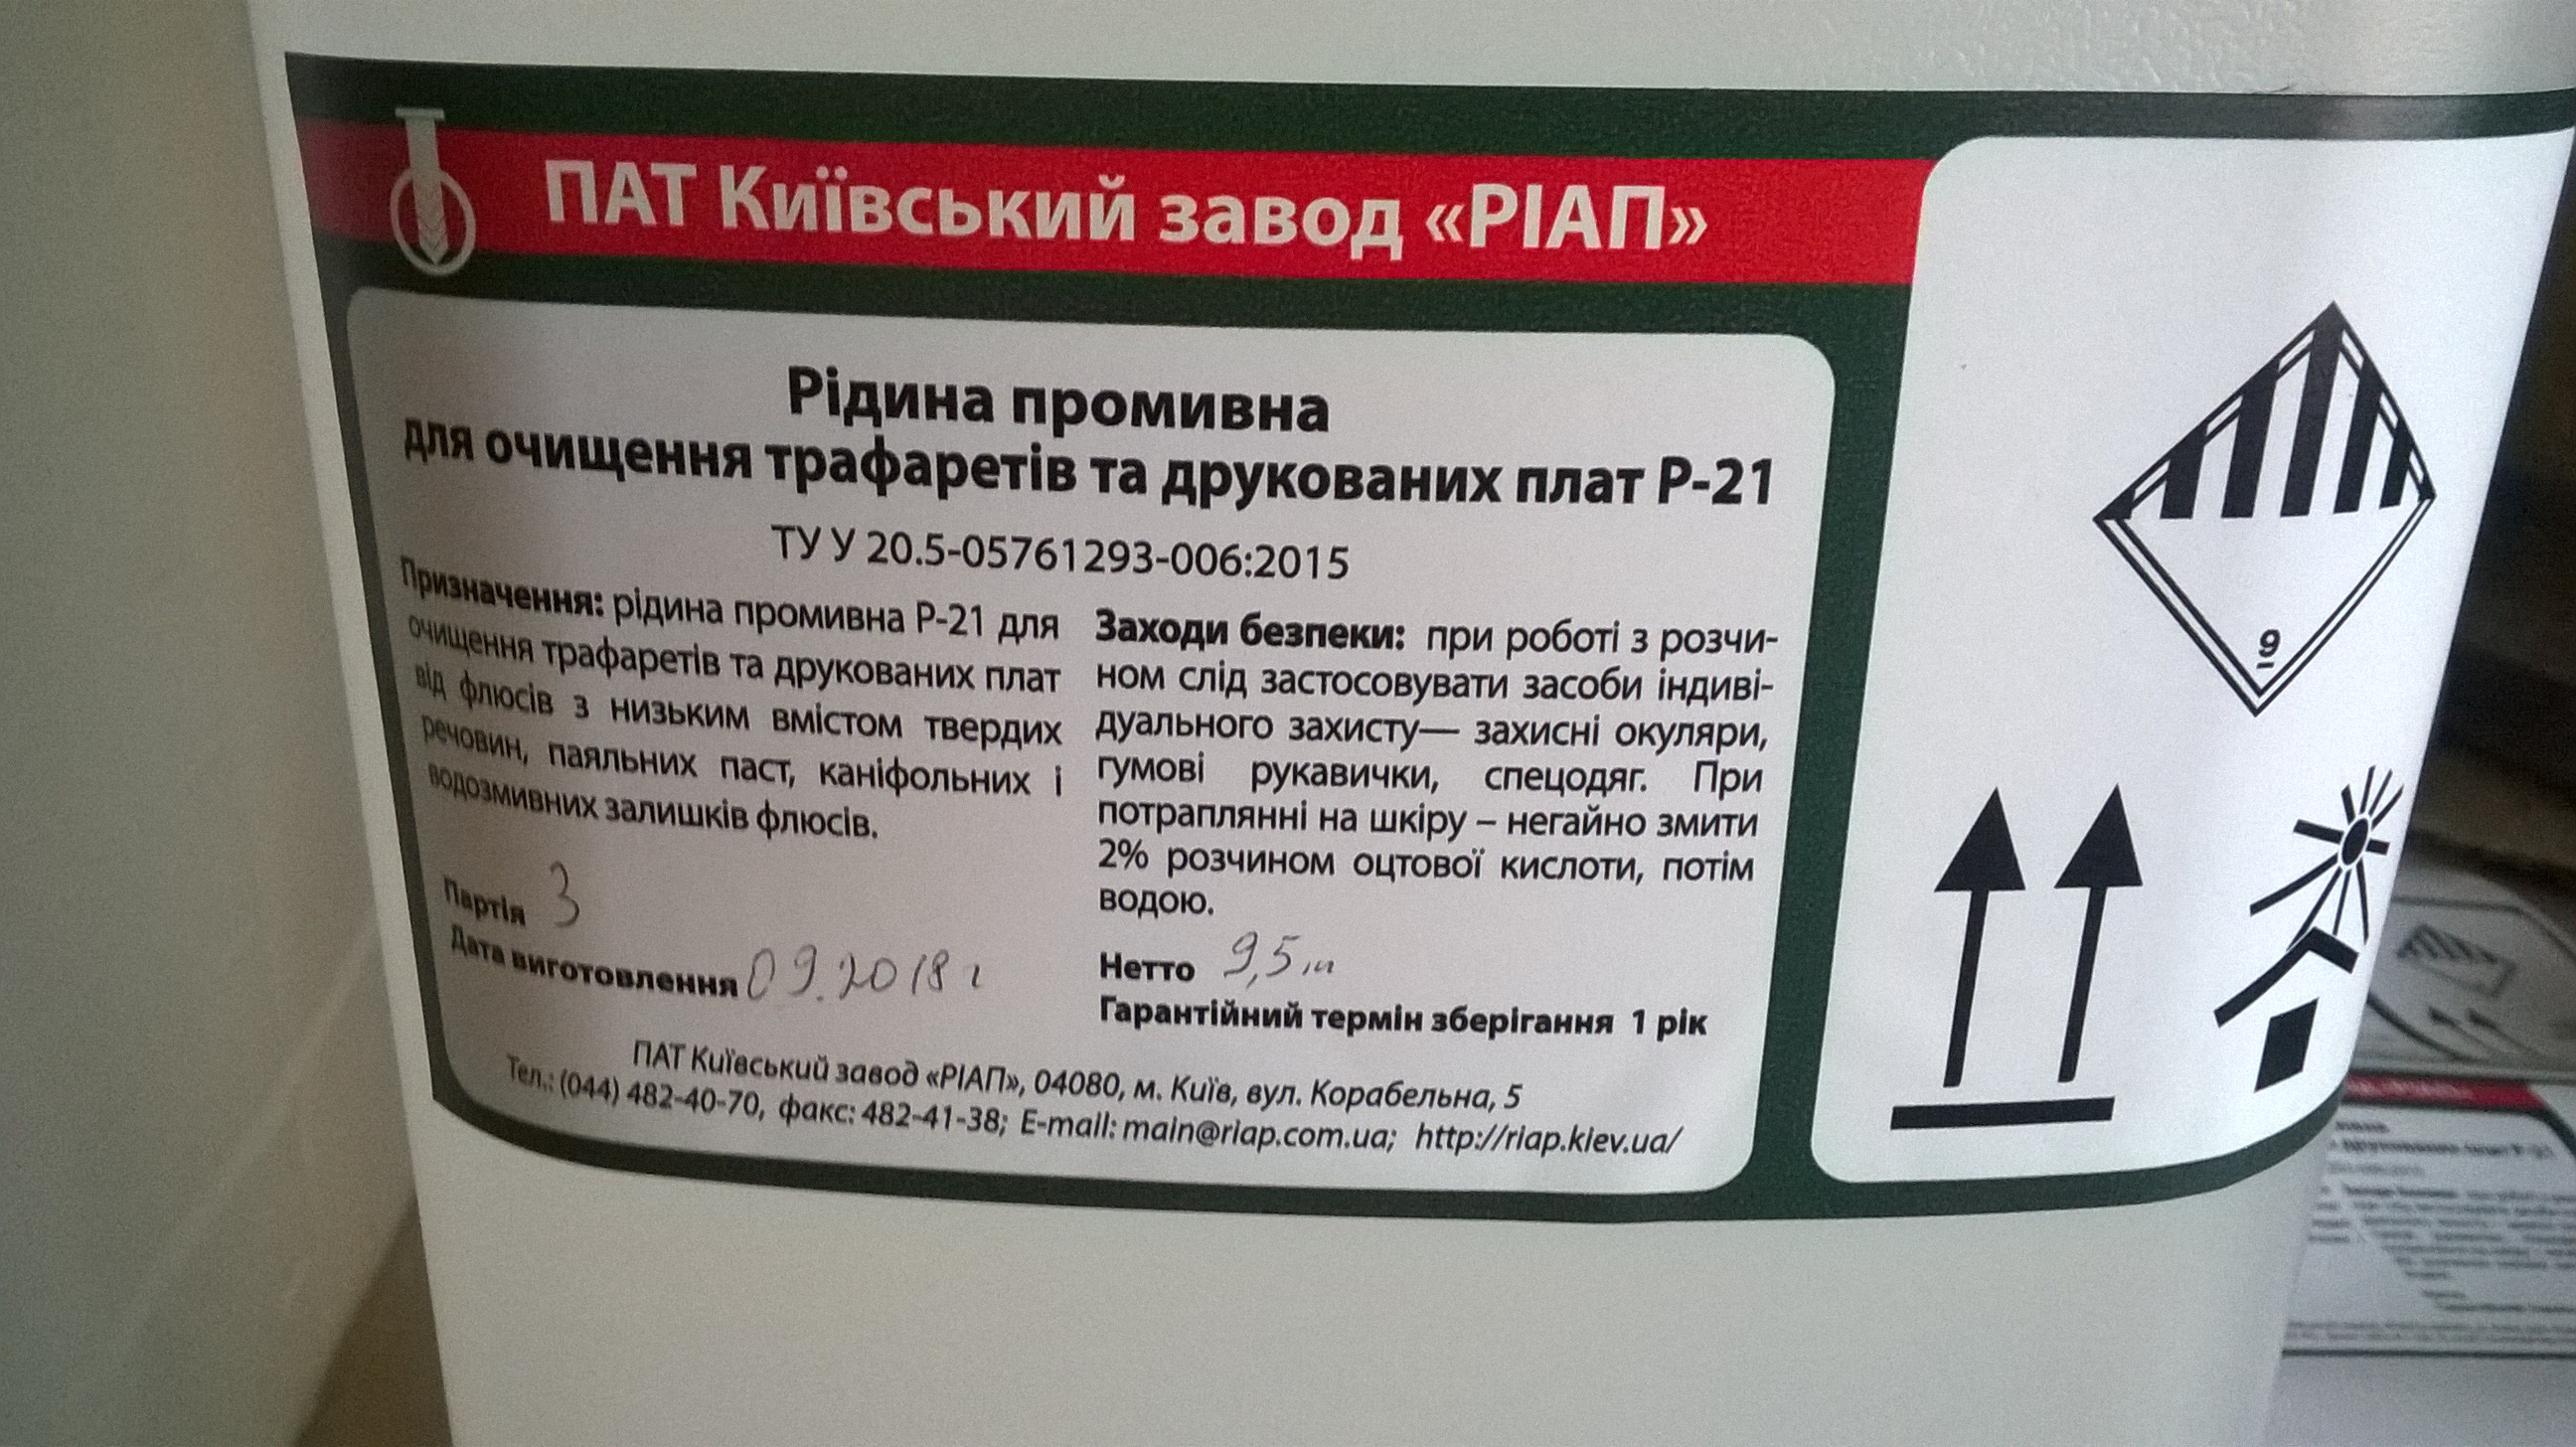 ПАТ Київський завод «РІАП»
Рідина промивна
для очищення трафаретів та друкованих плат Р-21
ТУ У 20.5-05761293-006:2015
Призначення: рідина промивна Р-21 для
очищення трафаретів та друкованих плат
від флюсів з низьким вмістом твердих
речовин, паяльних паст, каніфольних і
водозмивних залишків флюсів.
Партія 3
Дата виготовлення 09.2018 г
Заходи безпеки: при роботі з розчи-
ном слід застосовувати засоби індиві-
дуального захисту— захисні окуляри,
гумові рукавички, спецодяг. При
потраплянні на шкіру – негайно змити
2% розчином оцтової кислоти, потім
водою.
Нетто 9,5
Гарантійний термін зберігання 1 рік
ПАТ Київський завод «РІАП», 04080, м. Київ, вул. Корабельна, 5
Тел.: (044) 482-40-70, факс: 482-41-38; E-mail: main@riap.com.ua; http://riap.kiev.ua/
9